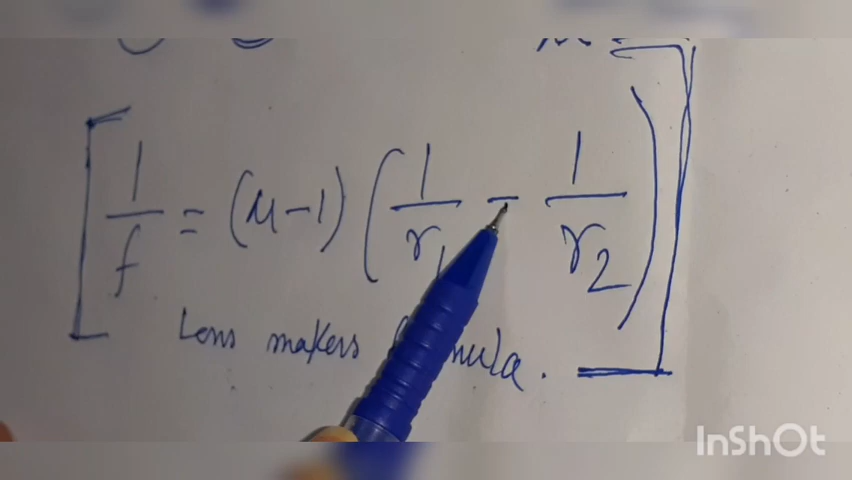 [1/f = (μ-1) (1/r₁ - 1/r₂)]
Lens makers
InShOt